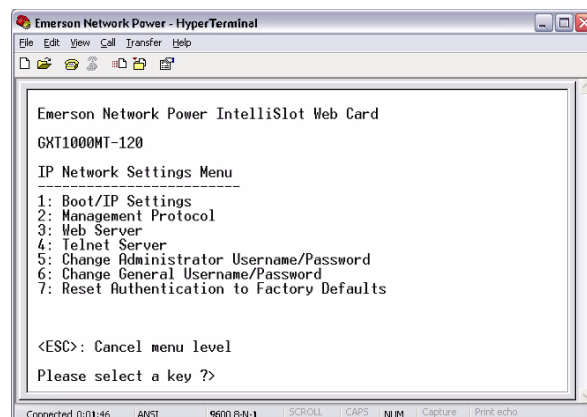 Emerson Network Power - HyperTerminal
File Edit View Call Transfer Help
Emerson Network Power IntelliSlot Web Card
GXT1000MT-120
IP Network Settings Menu
--------------------------
1: Boot/IP Settings
2: Management Protocol
3: Web Server
4: Telnet Server
5: Change Administrator Username/Password
6: Change General Username/Password
7: Reset Authentication to Factory Defaults
<ESC>: Cancel menu level
Please select a key ?>
Connected 0:01:46 ANSI 9600 8-N-1 SCROLL CAPS NUM Capture Print echo